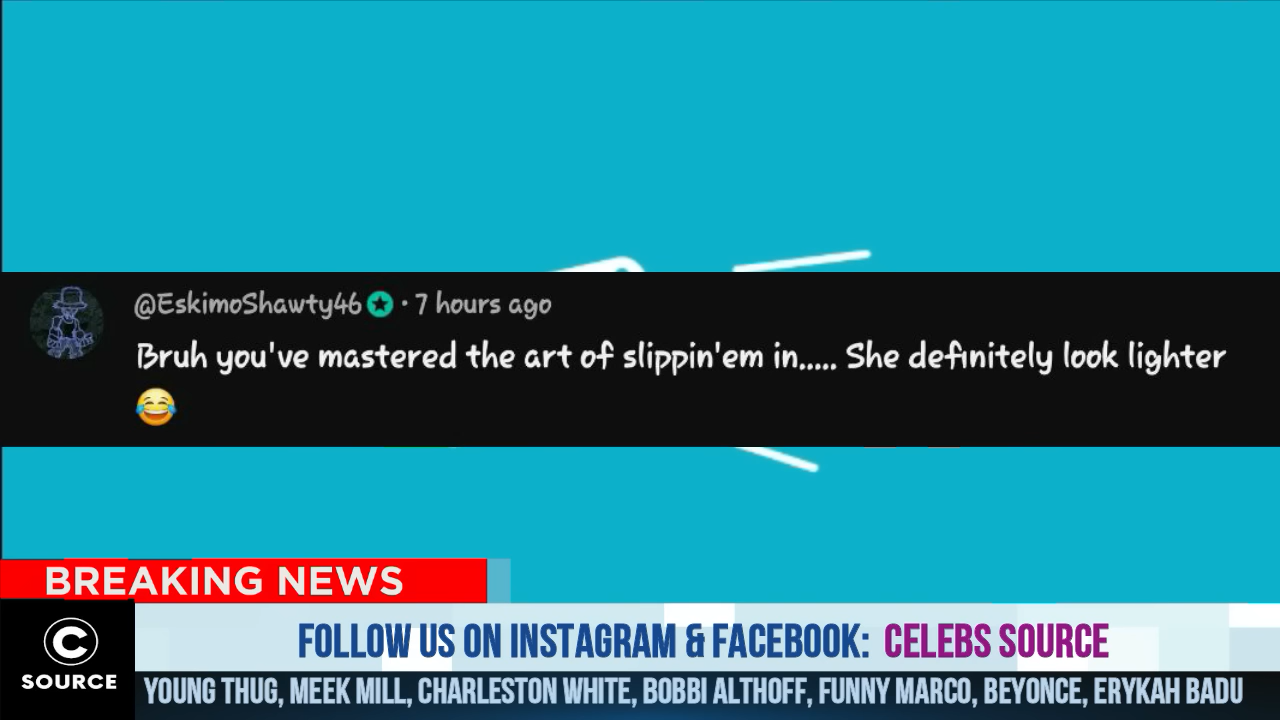 @EskimoShawty46 · 7 hours ago
Bruh you've mastered the art of slippin'em in..... She definitely look lighter
😂
BREAKING NEWS
C
SOURCE
FOLLOW US ON INSTAGRAM & FACEBOOK: CELEBS SOURCE
YOUNG THUG, MEEK MILL, CHARLESTON WHITE, BOBBI ALTHOFF, FUNNY MARCO, BEYONCE, ERYKAH BADU